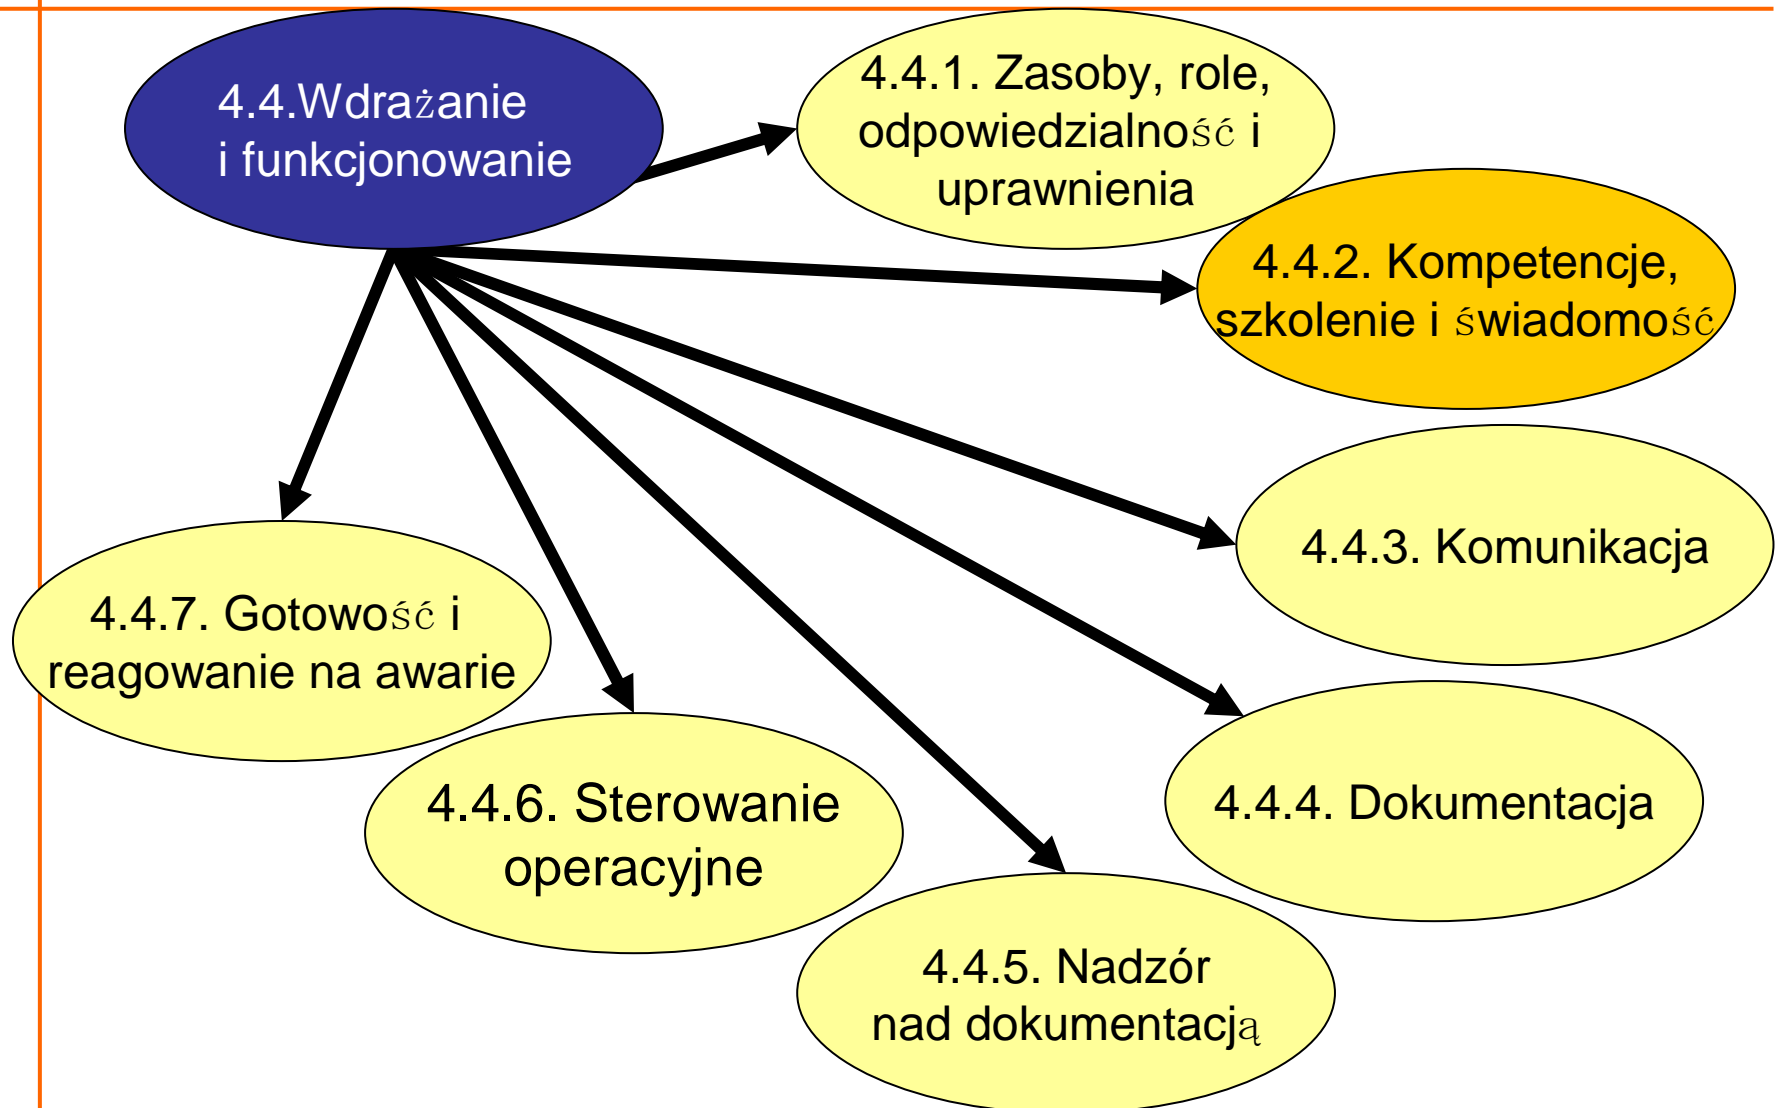 4.4.Wdrażanie
i funkcjonowanie
4.4.1. Zasoby, role,
odpowiedzialność i
uprawnienia
4.4.2. Kompetencje,
szkolenie i świadomość
4.4.3. Komunikacja
4.4.4. Dokumentacja
4.4.5. Nadzór
nad dokumentacją
4.4.6. Sterowanie
operacyjne
4.4.7. Gotowość i
reagowanie na awarie